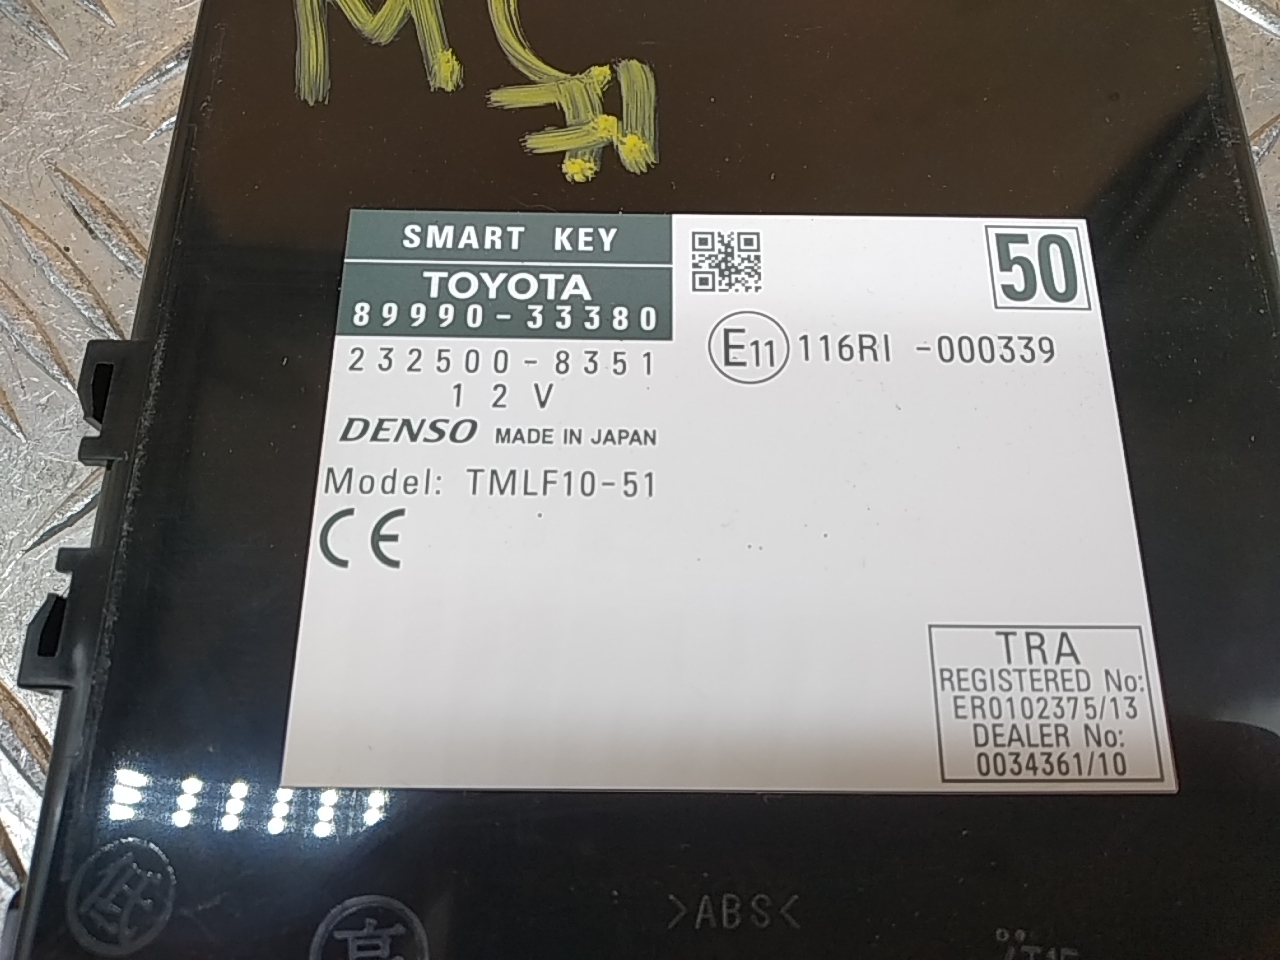 SMART KEY
TOYOTA
89990-33380
232500-8351
12V
DENSO MADE IN JAPAN
Model: TMLF10-51
CE
50
E11 116RI -000339
TRA
REGISTERED No:
ER0102375/13
DEALER No:
0034361/10
>ABS<